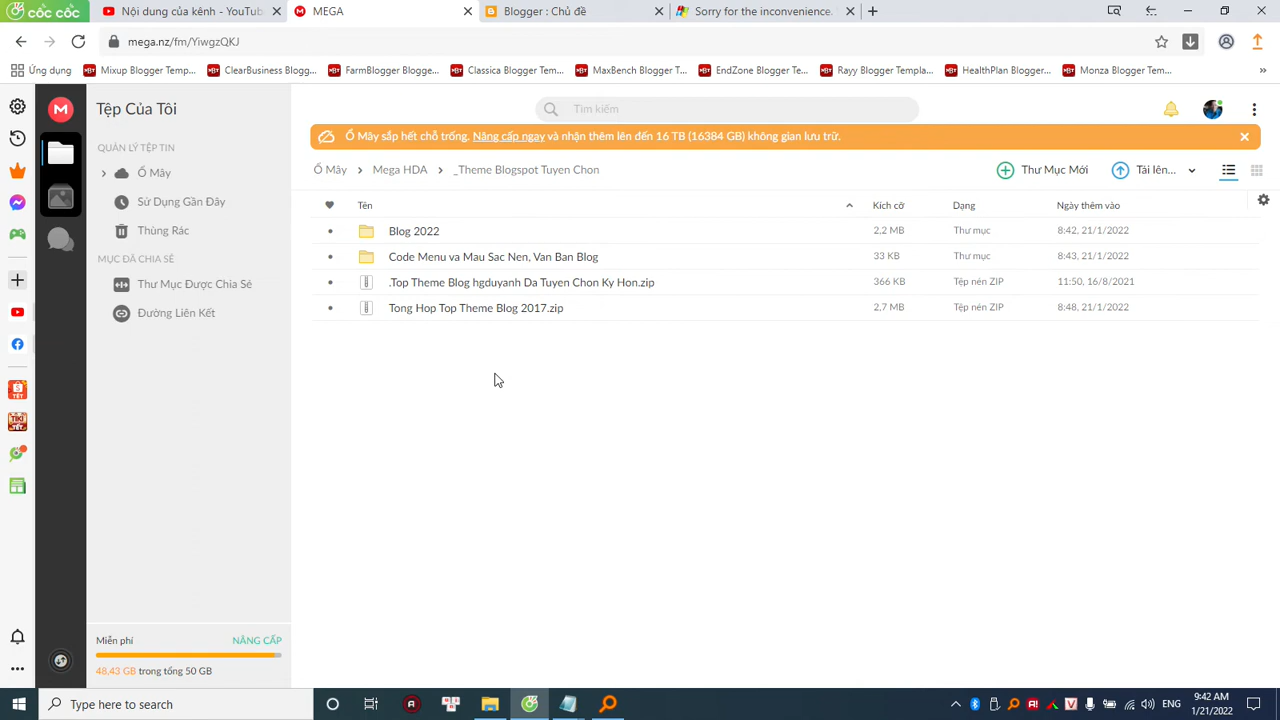 cốc cốc
Nội dung của kênh - YouTub
MEGA
Blogger : Chủ đề
Sorry for the inconvenience.
mega.nz/fm/YiwgzQKJ
Ứng dụng
Mixup Blogger Temp...
ClearBusiness Blogg...
FarmBlogger Blogge...
Classica Blogger Tem...
MaxBench Blogger T...
EndZone Blogger Te...
Rayy Blogger Templa...
HealthPlan Blogger...
Monza Blogger Tem...
Tệp Của Tôi
Tìm kiếm
Ổ Mây sắp hết chỗ trống. Nâng cấp ngay và nhận thêm lên đến 16 TB (16384 GB) không gian lưu trữ.
QUẢN LÝ TỆP TIN
Ổ Mây
Sử Dụng Gần Đây
Thùng Rác
MỤC ĐÃ CHIA SẺ
Thư Mục Được Chia Sẻ
Đường Liên Kết
Ổ Mây
Mega HDA
_Theme Blogspot Tuyen Chon
Thư Mục Mới
Tải lên...
Tên
Kích cỡ
Dạng
Ngày thêm vào
Blog 2022
2,2 MB
Thư mục
8:42, 21/1/2022
Code Menu va Mau Sac Nen, Van Ban Blog
33 KB
Thư mục
8:43, 21/1/2022
.Top Theme Blog hgduyanh Da Tuyen Chon Ky Hon.zip
366 KB
Tệp nén ZIP
11:50, 16/8/2021
Tong Hop Top Theme Blog 2017.zip
2,7 MB
Tệp nén ZIP
8:48, 21/1/2022
Miễn phí
NÂNG CẤP
48,43 GB trong tổng 50 GB
Type here to search
ENG
9:42 AM
1/21/2022